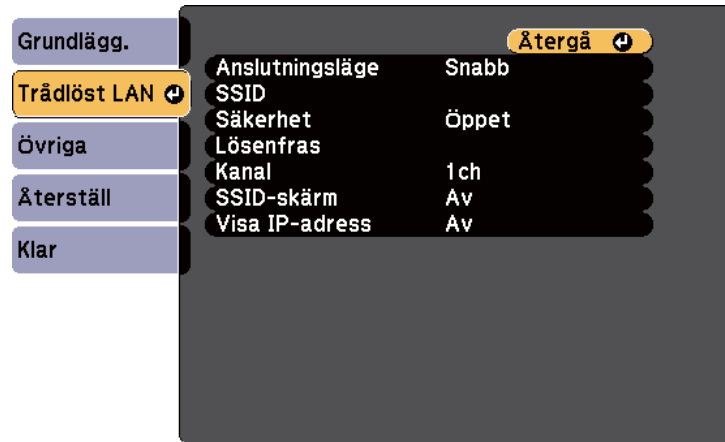 Grundlägg.
Trådlöst LAN
Övriga
Återställ
Klar
Återgå
Anslutningsläge Snabb
SSID
Säkerhet Öppet
Lösenfras
Kanal 1ch
SSID-skärm Av
Visa IP-adress Av